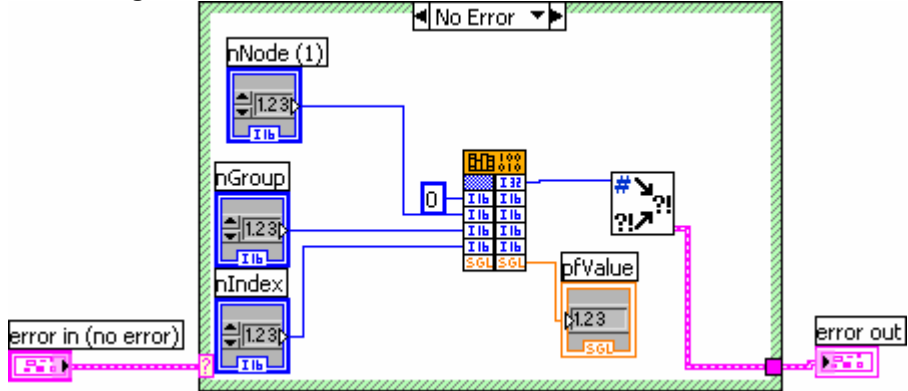 No Error
nNode (1)
1.23
I16
nGroup
1.23
I16
nIndex
1.23
I16
0
I32
I16 I16
I16 I16
I16 I16
I16 I16
SGL SGL
#
?!
?!
pfValue
1.23
SGL
error in (no error)
?
error out